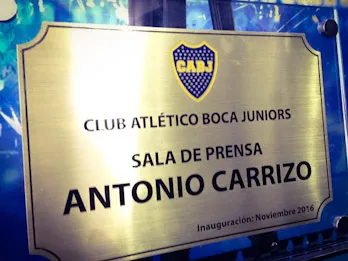 CABJ
CLUB ATLÉTICO BOCA JUNIORS
SALA DE PRENSA
ANTONIO CARRIZO
Inauguración: Noviembre 2016